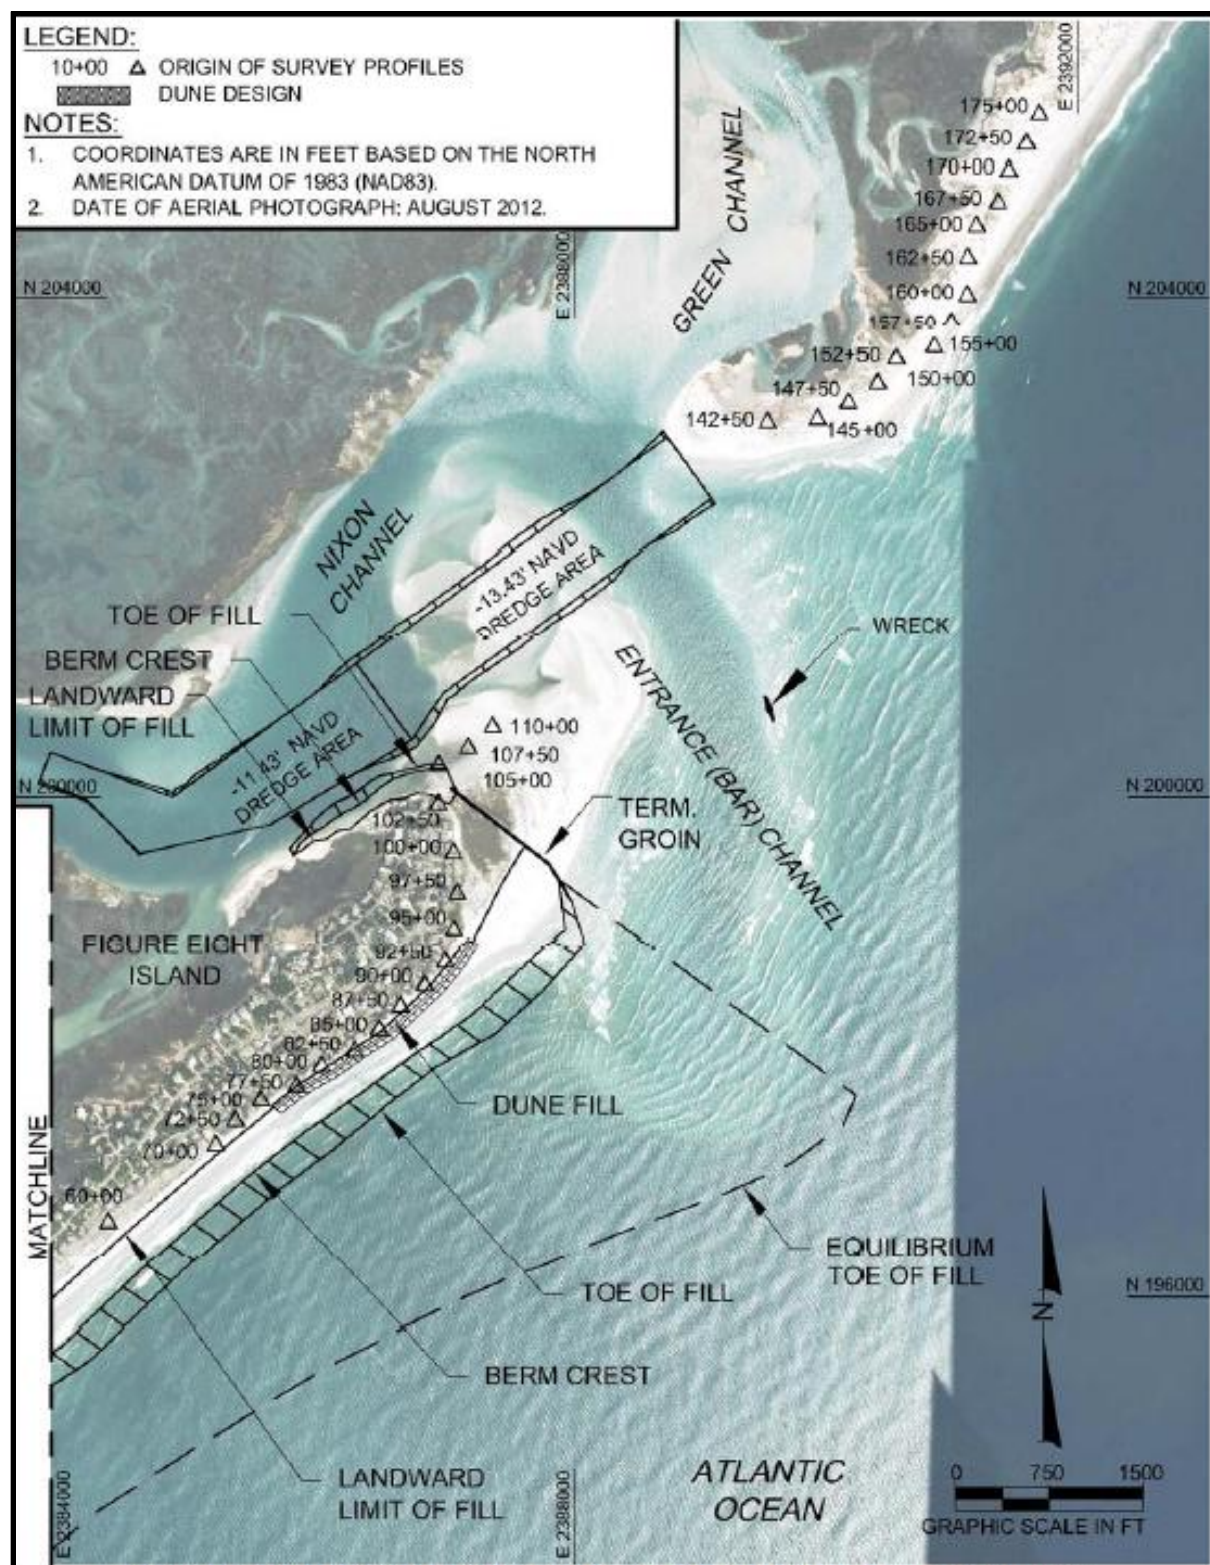 LEGEND:
10+00 △ ORIGIN OF SURVEY PROFILES
DUNE DESIGN
NOTES:
1. COORDINATES ARE IN FEET BASED ON THE NORTH
AMERICAN DATUM OF 1983 (NAD83).
2. DATE OF AERIAL PHOTOGRAPH: AUGUST 2012.
E 2392000
175+00
172+50
170+00
167+50
165+00
162+50
160+00
157+50
155+00
152+50
150+00
147+50
145+00
142+50
GREEN CHANNEL
E 2388000
N 204000
N 204000
NIXON
CHANNEL
-13.43' NAVD
DREDGE AREA
TOE OF FILL
BERM CREST
LANDWARD
LIMIT OF FILL
WRECK
ENTRANCE (BAR) CHANNEL
-11.43' NAVD
DREDGE AREA
N 200000
N 200000
110+00
107+50
105+00
102+50
100+00
97+50
95+00
92+50
90+00
87+50
85+00
82+50
80+00
77+50
75+00
72+50
70+00
60+00
TERM.
GROIN
FIGURE EIGHT
ISLAND
MATCHLINE
DUNE FILL
EQUILIBRIUM
TOE OF FILL
TOE OF FILL
N 196000
N
BERM CREST
LANDWARD
LIMIT OF FILL
ATLANTIC
OCEAN
E 2384000
E 2388000
0 750 1500
GRAPHIC SCALE IN FT